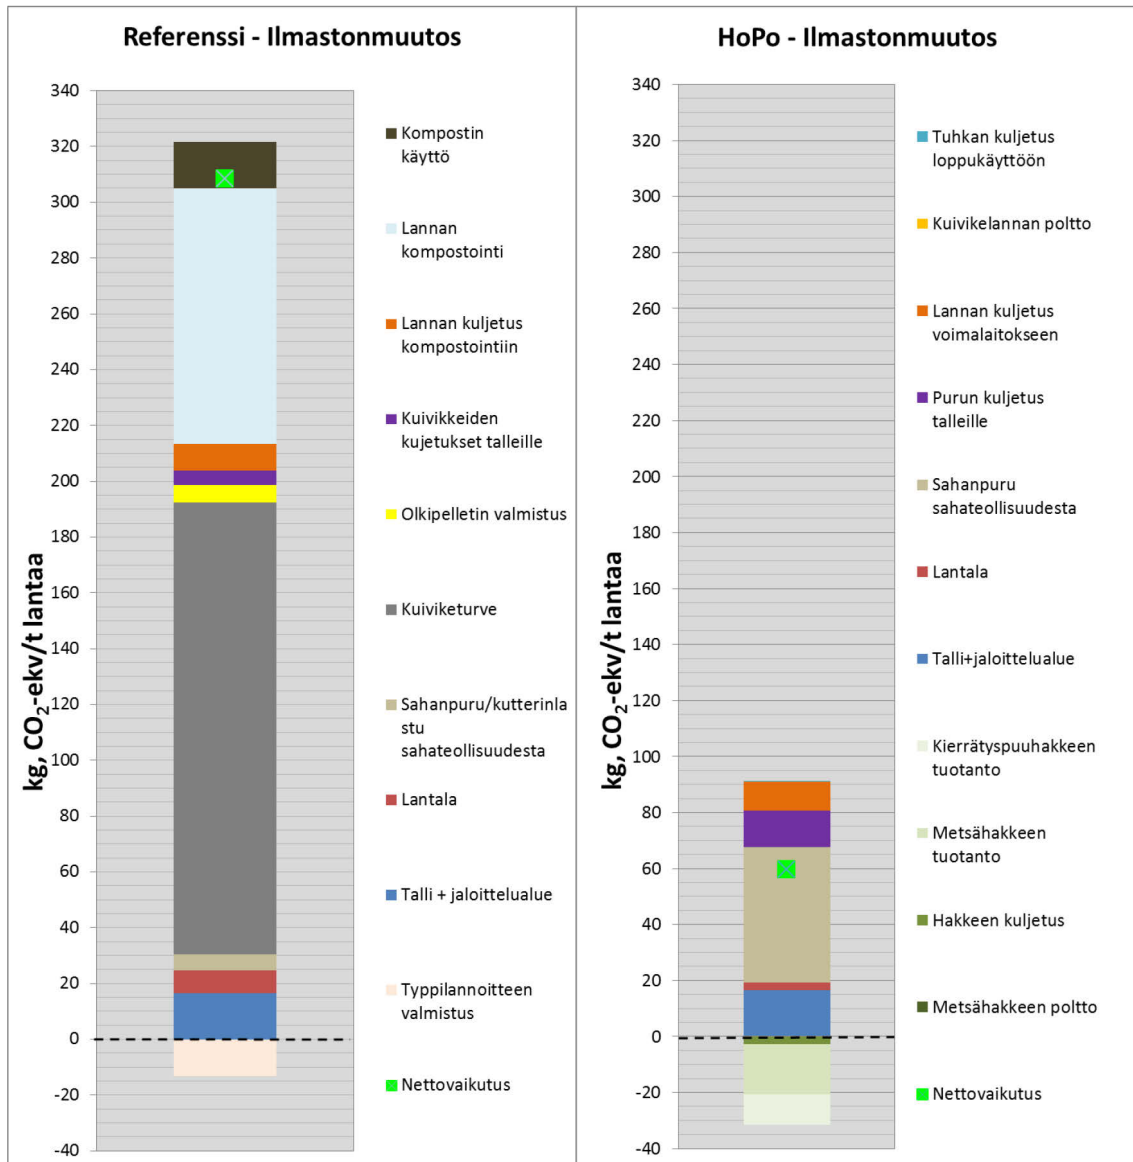 Referenssi - Ilmastonmuutos
kg, CO₂-ekv/t lantaa
340
320
300
280
260
240
220
200
180
160
140
120
100
80
60
40
20
0
-20
-40
Kompostin
käyttö
Lannan
kompostointi
Lannan kuljetus
kompostointiin
Kuivikkeiden
kujetukset talleille
Olkipelletin valmistus
Kuiviketurve
Sahanpuru/kutterinla
stu
sahateollisuudesta
Lantala
Talli + jaloittelualue
Typpilannoitteen
valmistus
Nettovaikutus
HoPo - Ilmastonmuutos
kg, CO₂-ekv/t lantaa
340
320
300
280
260
240
220
200
180
160
140
120
100
80
60
40
20
0
-20
-40
Tuhkan kuljetus
loppukäyttöön
Kuivikelannan poltto
Lannan kuljetus
voimalaitokseen
Purun kuljetus
talleille
Sahanpuru
sahateollisuudesta
Lantala
Talli+jaloittelualue
Kierrätyspuuhakkeen
tuotanto
Metsähakkeen
tuotanto
Hakkeen kuljetus
Metsähakkeen poltto
Nettovaikutus